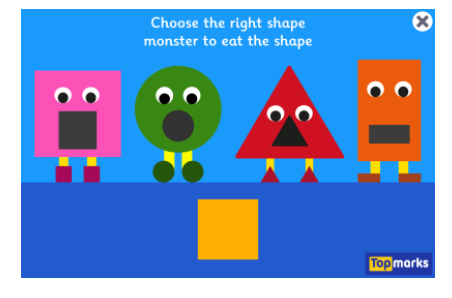 Choose the right shape
monster to eat the shape
Topmarks